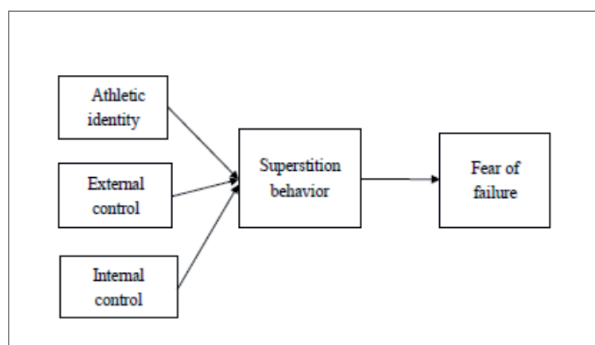 Athletic
identity
External
control
Internal
control
Superstition
behavior
Fear of
failure